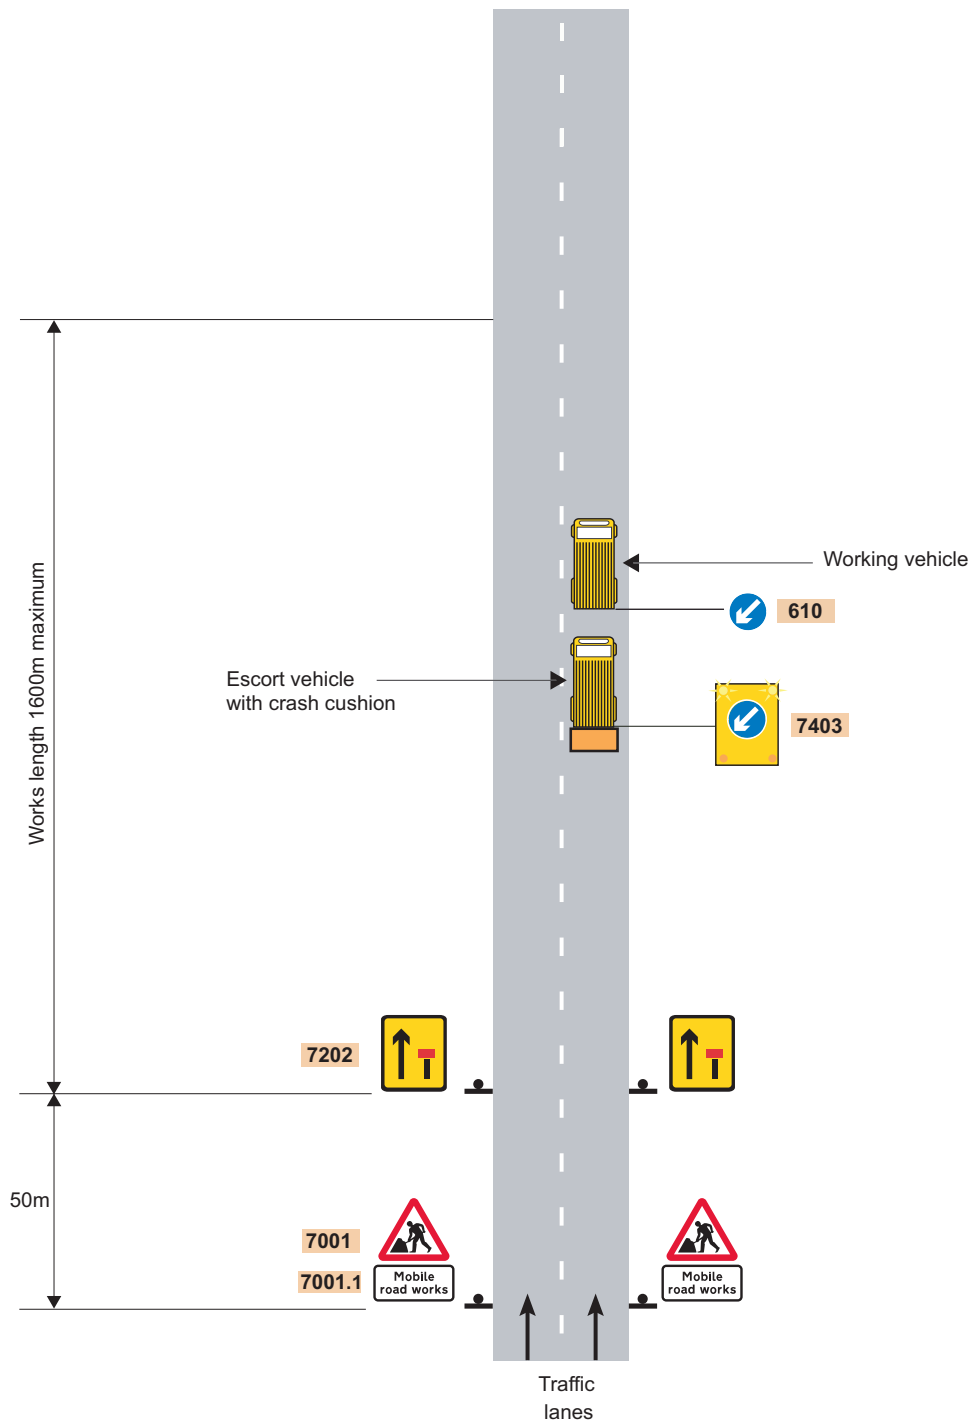 Works length 1600m maximum
Working vehicle
610
Escort vehicle
with crash cushion
7403
7202
50m
7001
7001.1
Mobile
road works
Mobile
road works
Traffic
lanes